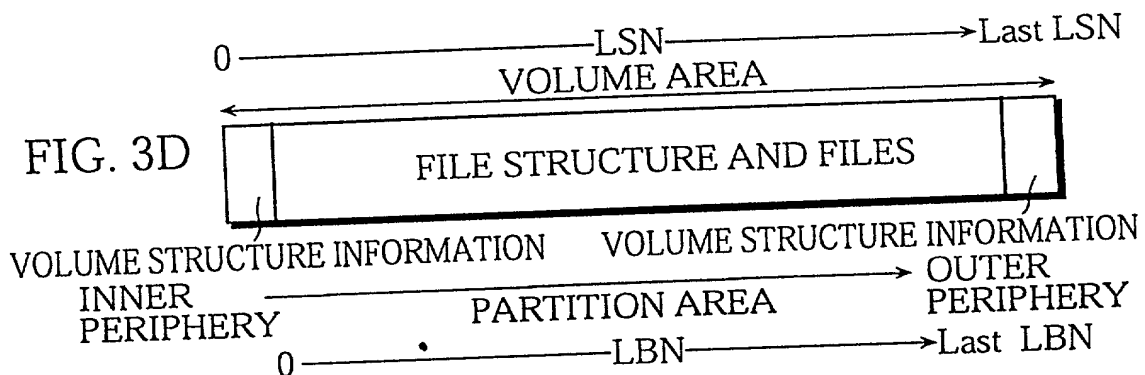 0 LSN Last LSN
VOLUME AREA
FIG. 3D
FILE STRUCTURE AND FILES
VOLUME STRUCTURE INFORMATION VOLUME STRUCTURE INFORMATION
INNER PERIPHERY
PARTITION AREA
OUTER PERIPHERY
0 LBN Last LBN